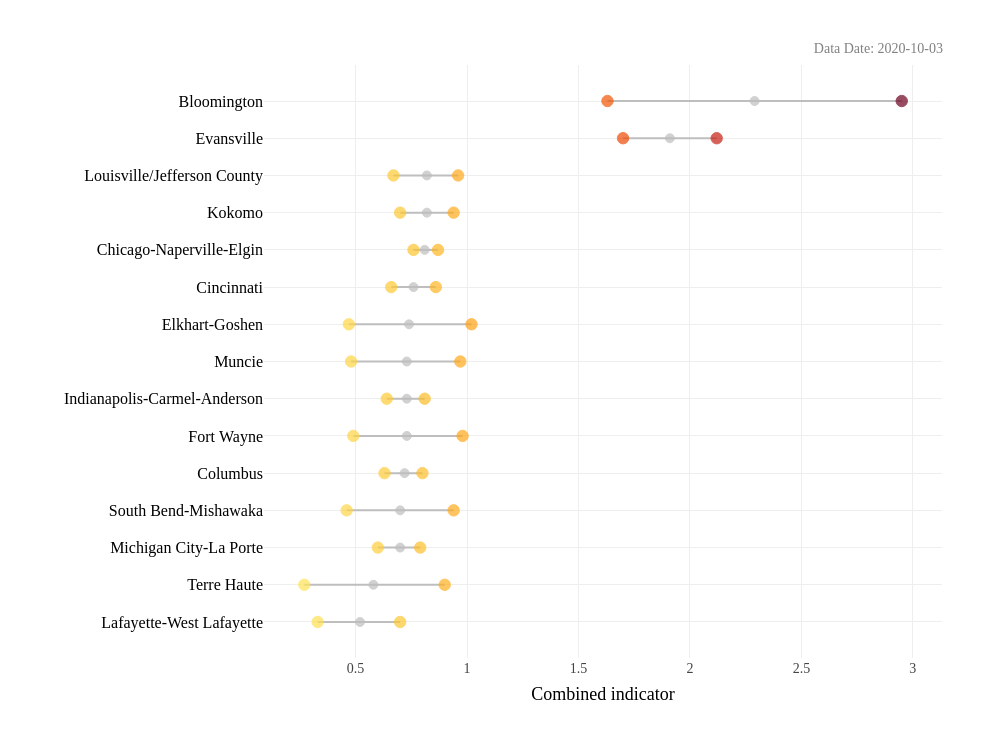 Data Date: 2020-10-03
Bloomington
Evansville
Louisville/Jefferson County
Kokomo
Chicago-Naperville-Elgin
Cincinnati
Elkhart-Goshen
Muncie
Indianapolis-Carmel-Anderson
Fort Wayne
Columbus
South Bend-Mishawaka
Michigan City-La Porte
Terre Haute
Lafayette-West Lafayette
0.5 1 1.5 2 2.5 3
Combined indicator